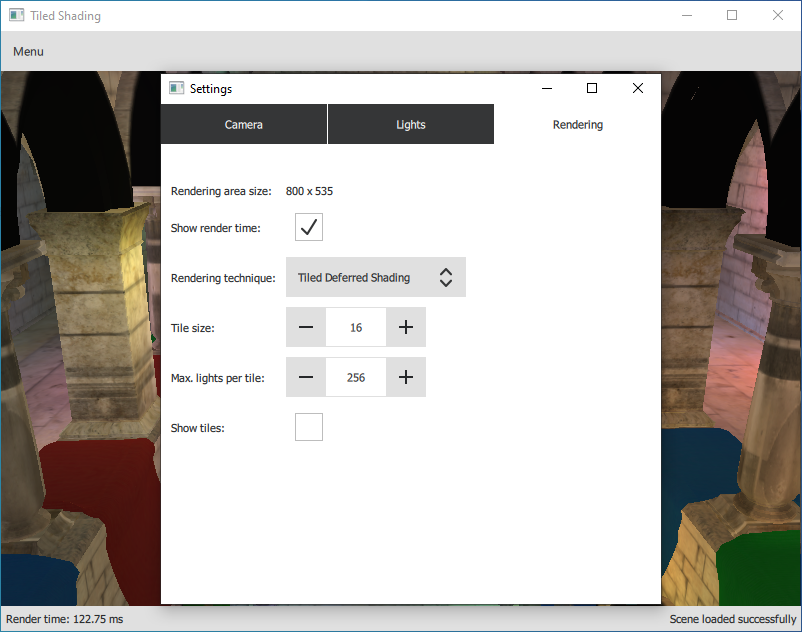 Tiled Shading
Menu
Settings
Camera Lights Rendering
Rendering area size: 800 x 535
Show render time:
Rendering technique: Tiled Deferred Shading
Tile size: 16
Max. lights per tile: 256
Show tiles:
Render time: 122.75 ms Scene loaded successfully